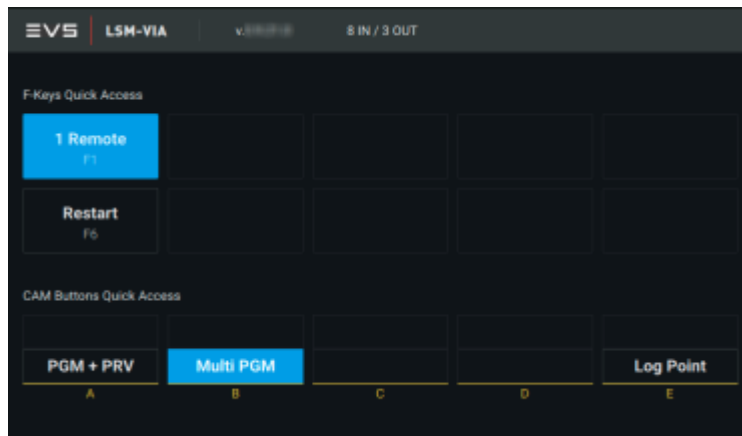 EVS LSM-VIA v. 8 IN / 3 OUT
F-Keys Quick Access
1 Remote
F1
Restart
F6
CAM Buttons Quick Access
PGM + PRV Multi PGM Log Point
A B C D E